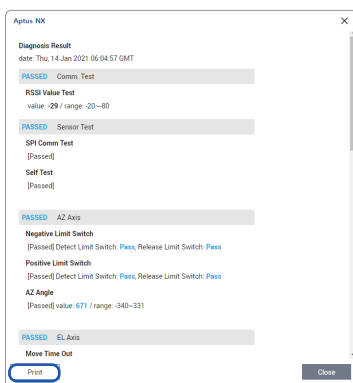 Aptus NX
Diagnosis Result
date: Thu, 14 Jan 2021 06:04:57 GMT
PASSED Comm. Test
RSSI Value Test
value: -29 / range: -20~-80
PASSED Sensor Test
SPI Comm Test
[Passed]
Self Test
[Passed]
PASSED AZ Axis
Negative Limit Switch
[Passed] Detect Limit Switch: Pass, Release Limit Switch: Pass
Positive Limit Switch
[Passed] Detect Limit Switch: Pass, Release Limit Switch: Pass
AZ Angle
[Passed] value: 671 / range: -340~331
PASSED EL Axis
Move Time Out
Print
Close